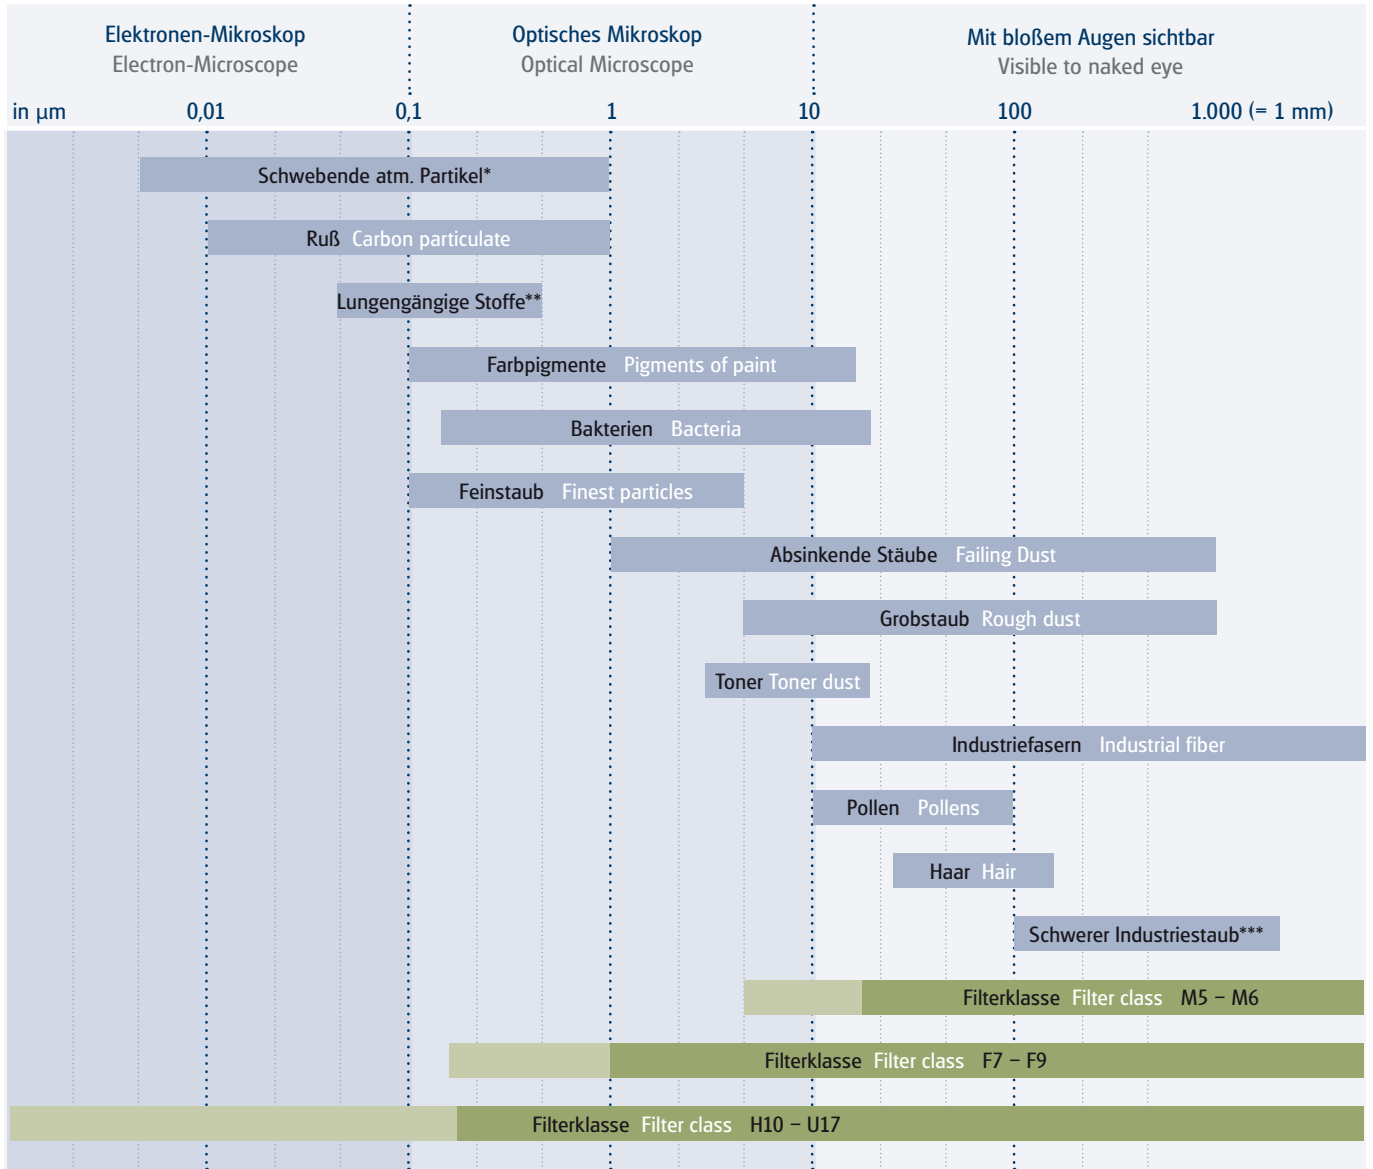 Elektronen-Mikroskop
Electron-Microscope
Optisches Mikroskop
Optical Microscope
Mit bloßem Augen sichtbar
Visible to naked eye
in µm 0,01 0,1 1 10 100 1.000 (= 1 mm)
Schwebende atm. Partikel*
Ruß Carbon particulate
Lungengängige Stoffe**
Farbpigmente Pigments of paint
Bakterien Bacteria
Feinstaub Finest particles
Absinkende Stäube Failing Dust
Grobstaub Rough dust
Toner Toner dust
Industriefasern Industrial fiber
Pollen Pollens
Haar Hair
Schwerer Industriestaub***
Filterklasse Filter class M5 – M6
Filterklasse Filter class F7 – F9
Filterklasse Filter class H10 – U17